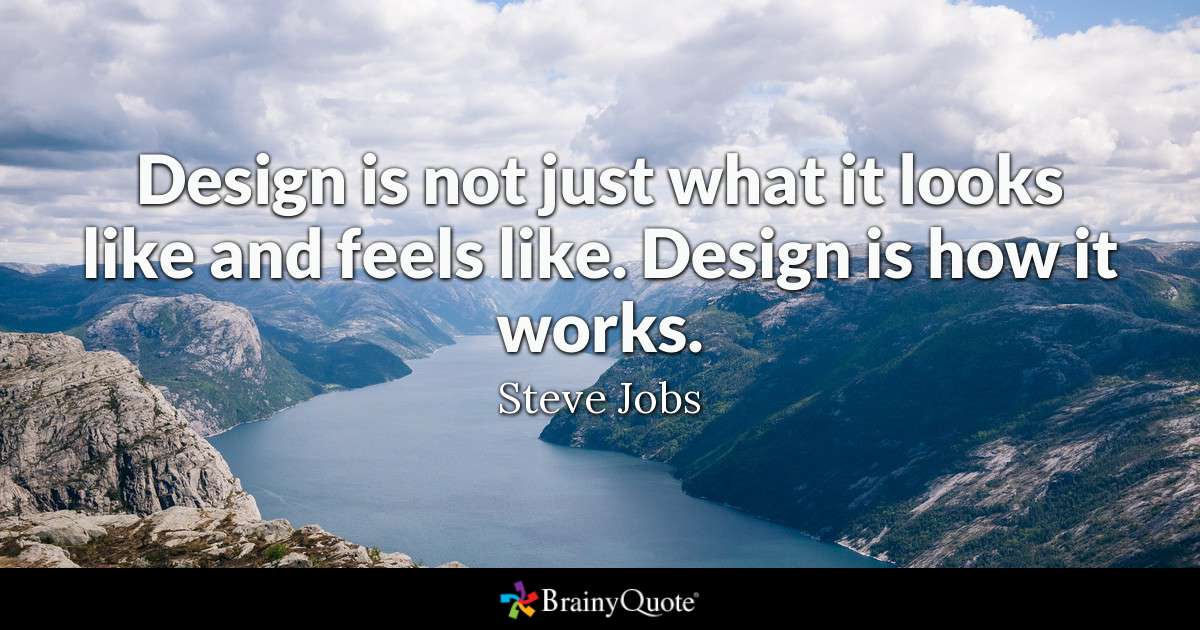 Design is not just what it looks
like and feels like. Design is how it
works.
Steve Jobs
BrainyQuote®